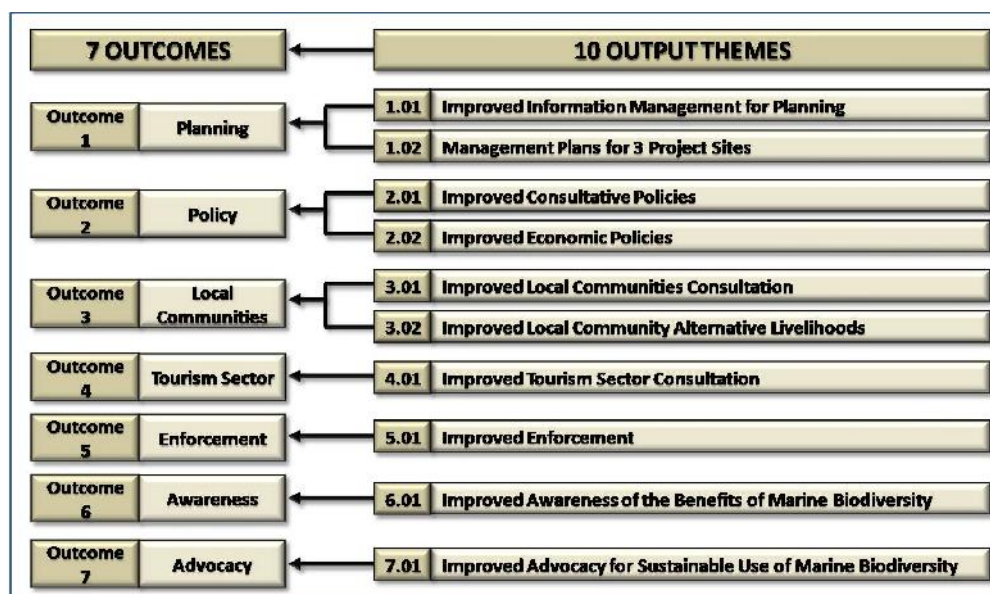 7 OUTCOMES
10 OUTPUT THEMES
Outcome
1
Planning
1.01 Improved Information Management for Planning
1.02 Management Plans for 3 Project Sites
Outcome
2
Policy
2.01 Improved Consultative Policies
2.02 Improved Economic Policies
Outcome
3
Local
Communities
3.01 Improved Local Communities Consultation
3.02 Improved Local Community Alternative Livelihoods
Outcome
4
Tourism Sector
4.01 Improved Tourism Sector Consultation
Outcome
5
Enforcement
5.01 Improved Enforcement
Outcome
6
Awareness
6.01 Improved Awareness of the Benefits of Marine Biodiversity
Outcome
7
Advocacy
7.01 Improved Advocacy for Sustainable Use of Marine Biodiversity